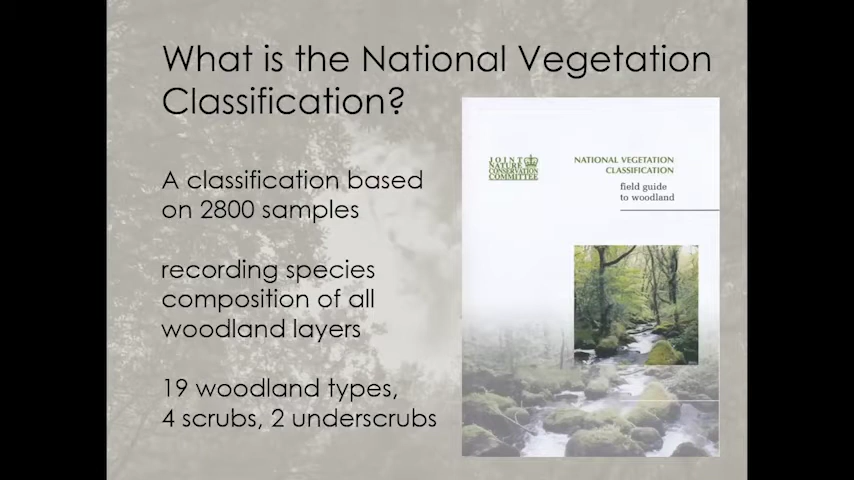 What is the National Vegetation
Classification?
A classification based
on 2800 samples
recording species
composition of all
woodland layers
19 woodland types,
4 scrubs, 2 underscrubs
JOINT
NATURE
CONSERVATION
COMMITTEE
NATIONAL VEGETATION
CLASSIFICATION
field guide
to woodland